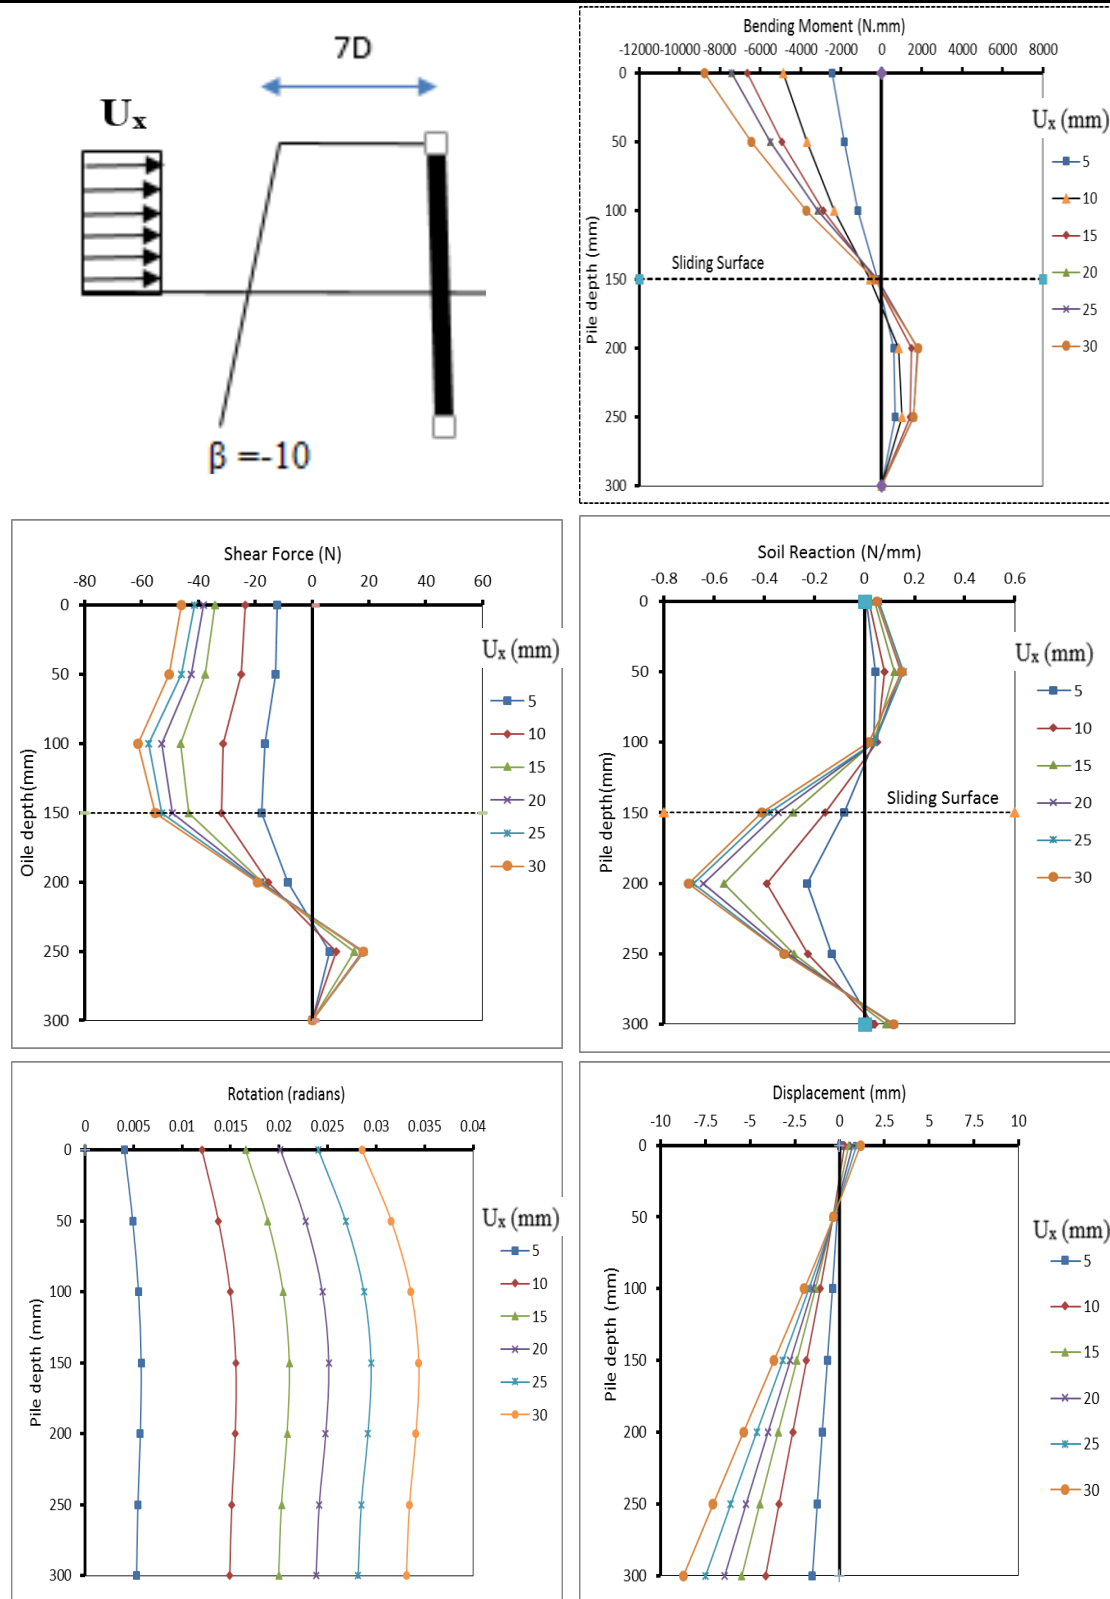 7D
Ux
β =-10
Bending Moment (N.mm)
-12000 -10000 -8000 -6000 -4000 -2000 0 2000 4000 6000 8000
0
50
100
150
200
250
300
Pile depth (mm)
Sliding Surface
Ux (mm)
5
10
15
20
25
30
Shear Force (N)
-80 -60 -40 -20 0 20 40 60
0
50
100
150
200
250
300
Oile depth(mm)
Ux (mm)
5
10
15
20
25
30
Soil Reaction (N/mm)
-0.8 -0.6 -0.4 -0.2 0 0.2 0.4 0.6
0
50
100
150
200
250
300
Pile depth(mm)
Sliding Surface
Ux (mm)
5
10
15
20
25
30
Rotation (radians)
0 0.005 0.01 0.015 0.02 0.025 0.03 0.035 0.04
0
50
100
150
200
250
300
Pile depth (mm)
Ux (mm)
5
10
15
20
25
30
Displacement (mm)
-10 -7.5 -5 -2.5 0 2.5 5 7.5 10
0
50
100
150
200
250
300
Pile depth (mm)
Ux (mm)
5
10
15
20
25
30